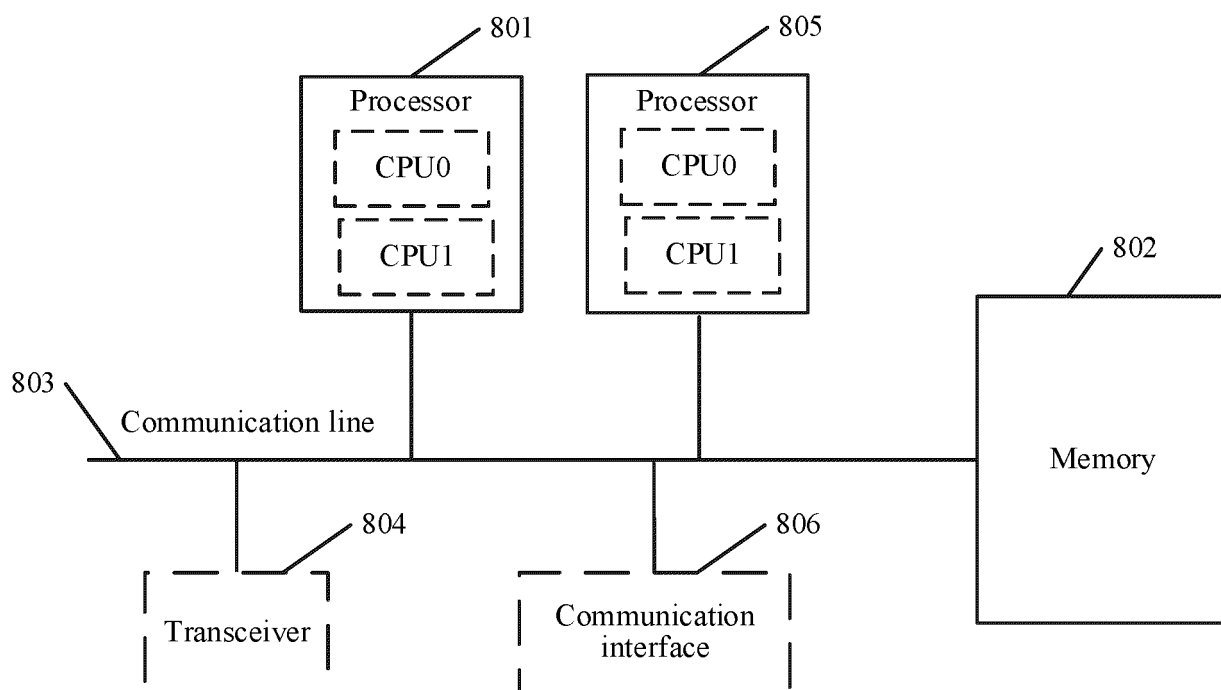 801
805
Processor
Processor
CPU0
CPU0
CPU1
CPU1
802
803
Communication line
Memory
804
806
Transceiver
Communication
interface